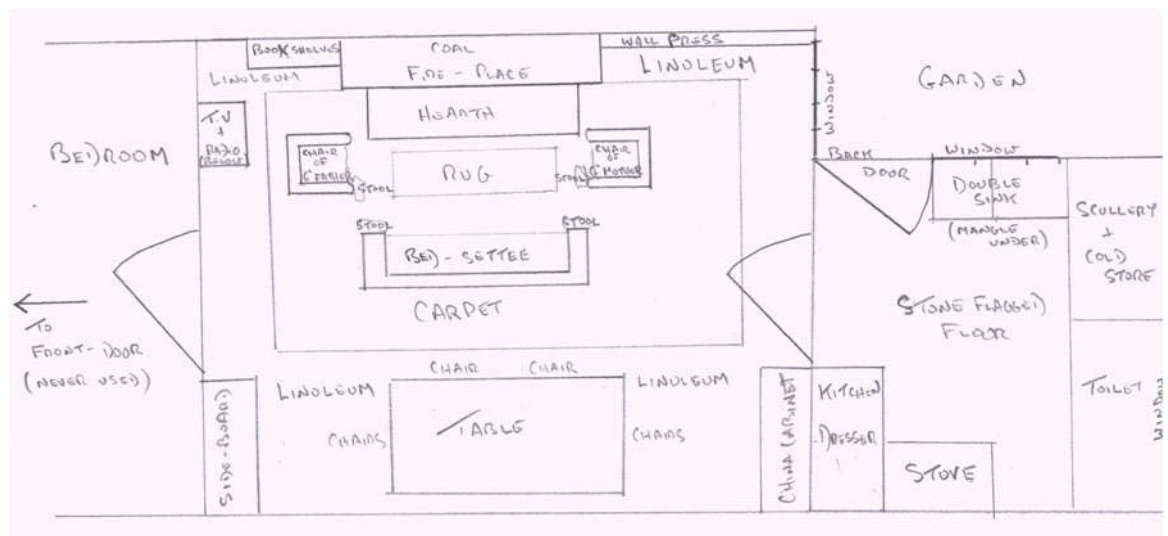 BOOKSHELVES
COAL
FIRE-PLACE
WALL PRESS
LINOLEUM
LINOLEUM
GARDEN
WINDOW
HEARTH
T.V
+
RADIO
BEDROOM
CHAIR
OF
G'FATHER
RUG
CHAIR
OF
G'MOTHER
STOOL
STOOL
BACK
DOOR
WINDOW
DOUBLE
SINK
(MANGLE
UNDER)
SCULLERY
+
COLD
STORE
STOOL
STOOL
BED-SETTEE
CARPET
STONE FLAGGED
FLOOR
TO
FRONT-DOOR
(NEVER USED)
CHAIR
CHAIR
LINOLEUM
LINOLEUM
SIDE-BOARD
CHAIRS
TABLE
CHAIRS
CHINA CABINET
KITCHEN
DRESSER
STOVE
TOILET
WINDOW